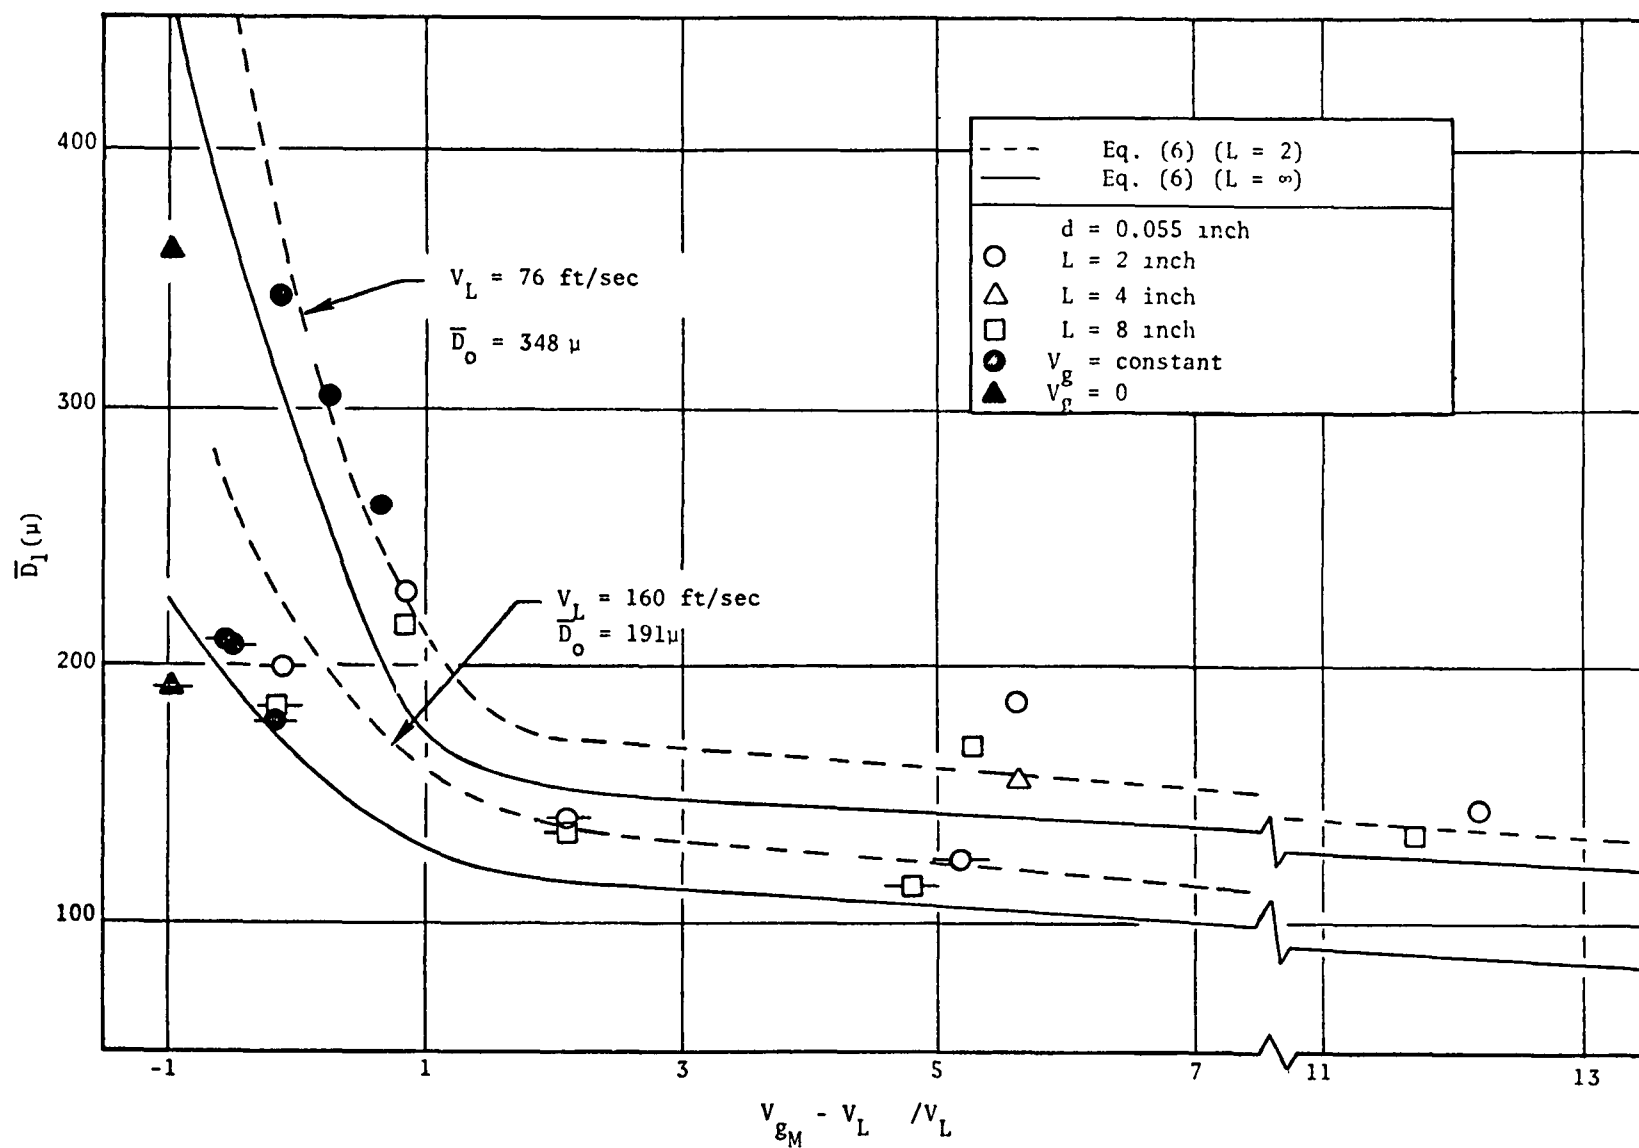 400
300
200
100
D̅1(μ)
-1
1
3
5
7
11
13
VgM - VL /VL
VL = 76 ft/sec
D̅o = 348 μ
VL = 160 ft/sec
D̅o = 191μ
Eq. (6) (L = 2)
Eq. (6) (L = ∞)
d = 0.055 inch
L = 2 inch
L = 4 inch
L = 8 inch
Vg = constant
Vg = 0